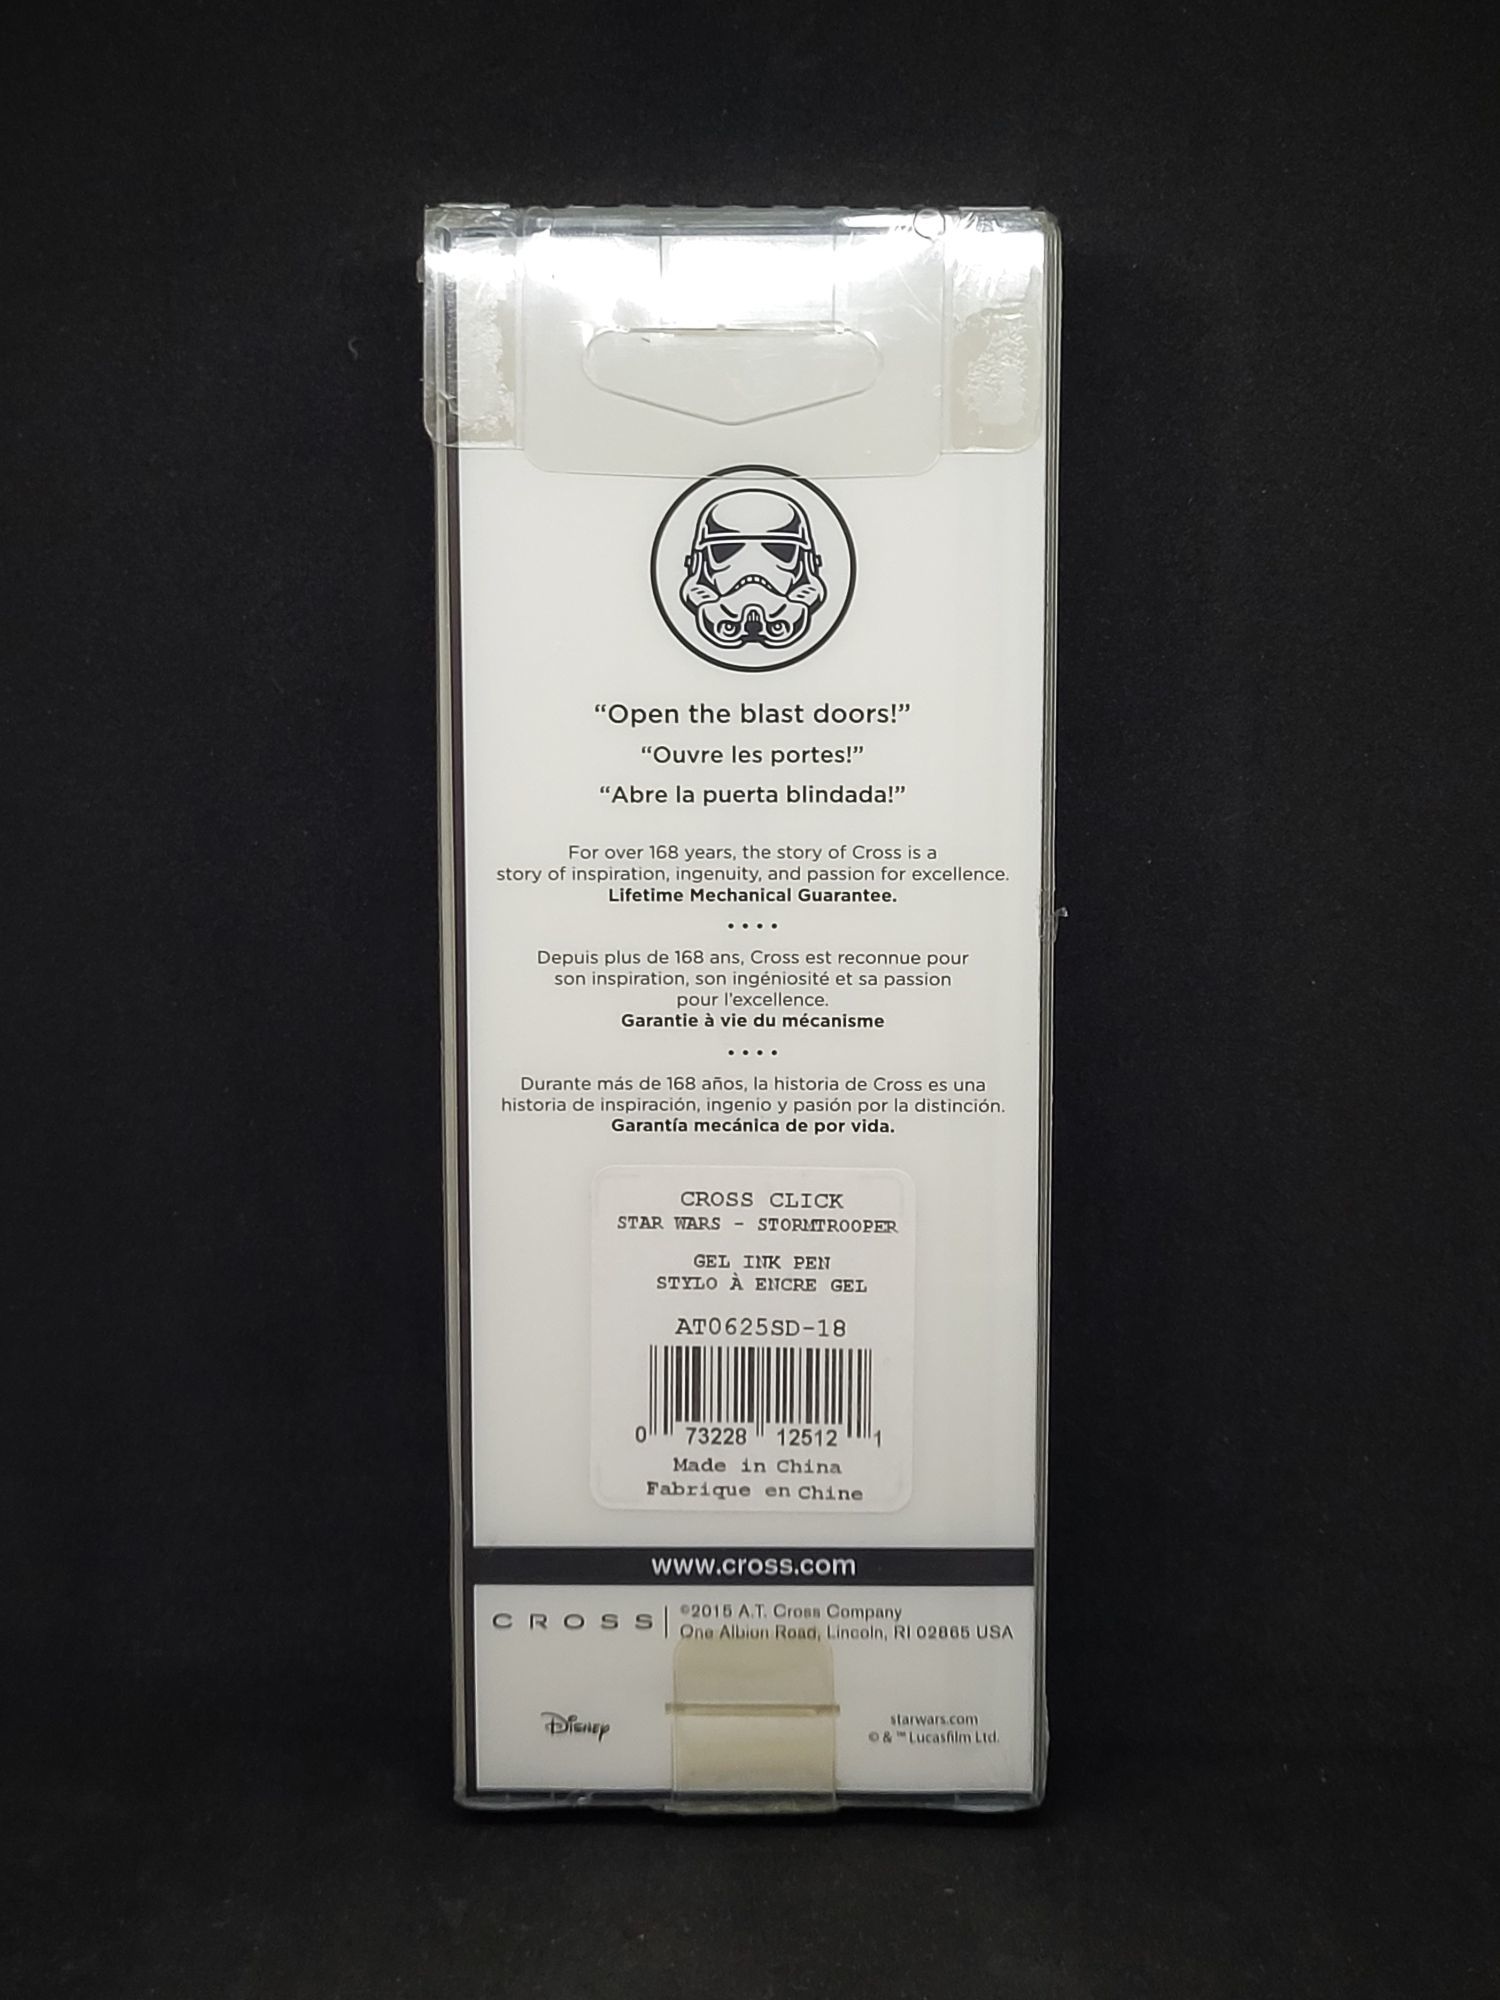 “Open the blast doors!”
“Ouvre les portes!”
“Abre la puerta blindada!”
For over 168 years, the story of Cross is a
story of inspiration, ingenuity, and passion for excellence.
Lifetime Mechanical Guarantee.
Depuis plus de 168 ans, Cross est reconnue pour
son inspiration, son ingéniosité et sa passion
pour l'excellence.
Garantie à vie du mécanisme
Durante más de 168 años, la historia de Cross es una
historia de inspiración, ingenio y pasión por la distinción.
Garantía mecánica de por vida.
CROSS CLICK
STAR WARS - STORMTROOPER
GEL INK PEN
STYLO À ENCRE GEL
AT0625SD-18
0 73228 12512 1
Made in China
Fabrique en Chine
www.cross.com
CROSS
©2015 A.T. Cross Company
One Albion Road, Lincoln, RI 02865 USA
Disney
starwars.com
© & ™ Lucasfilm Ltd.